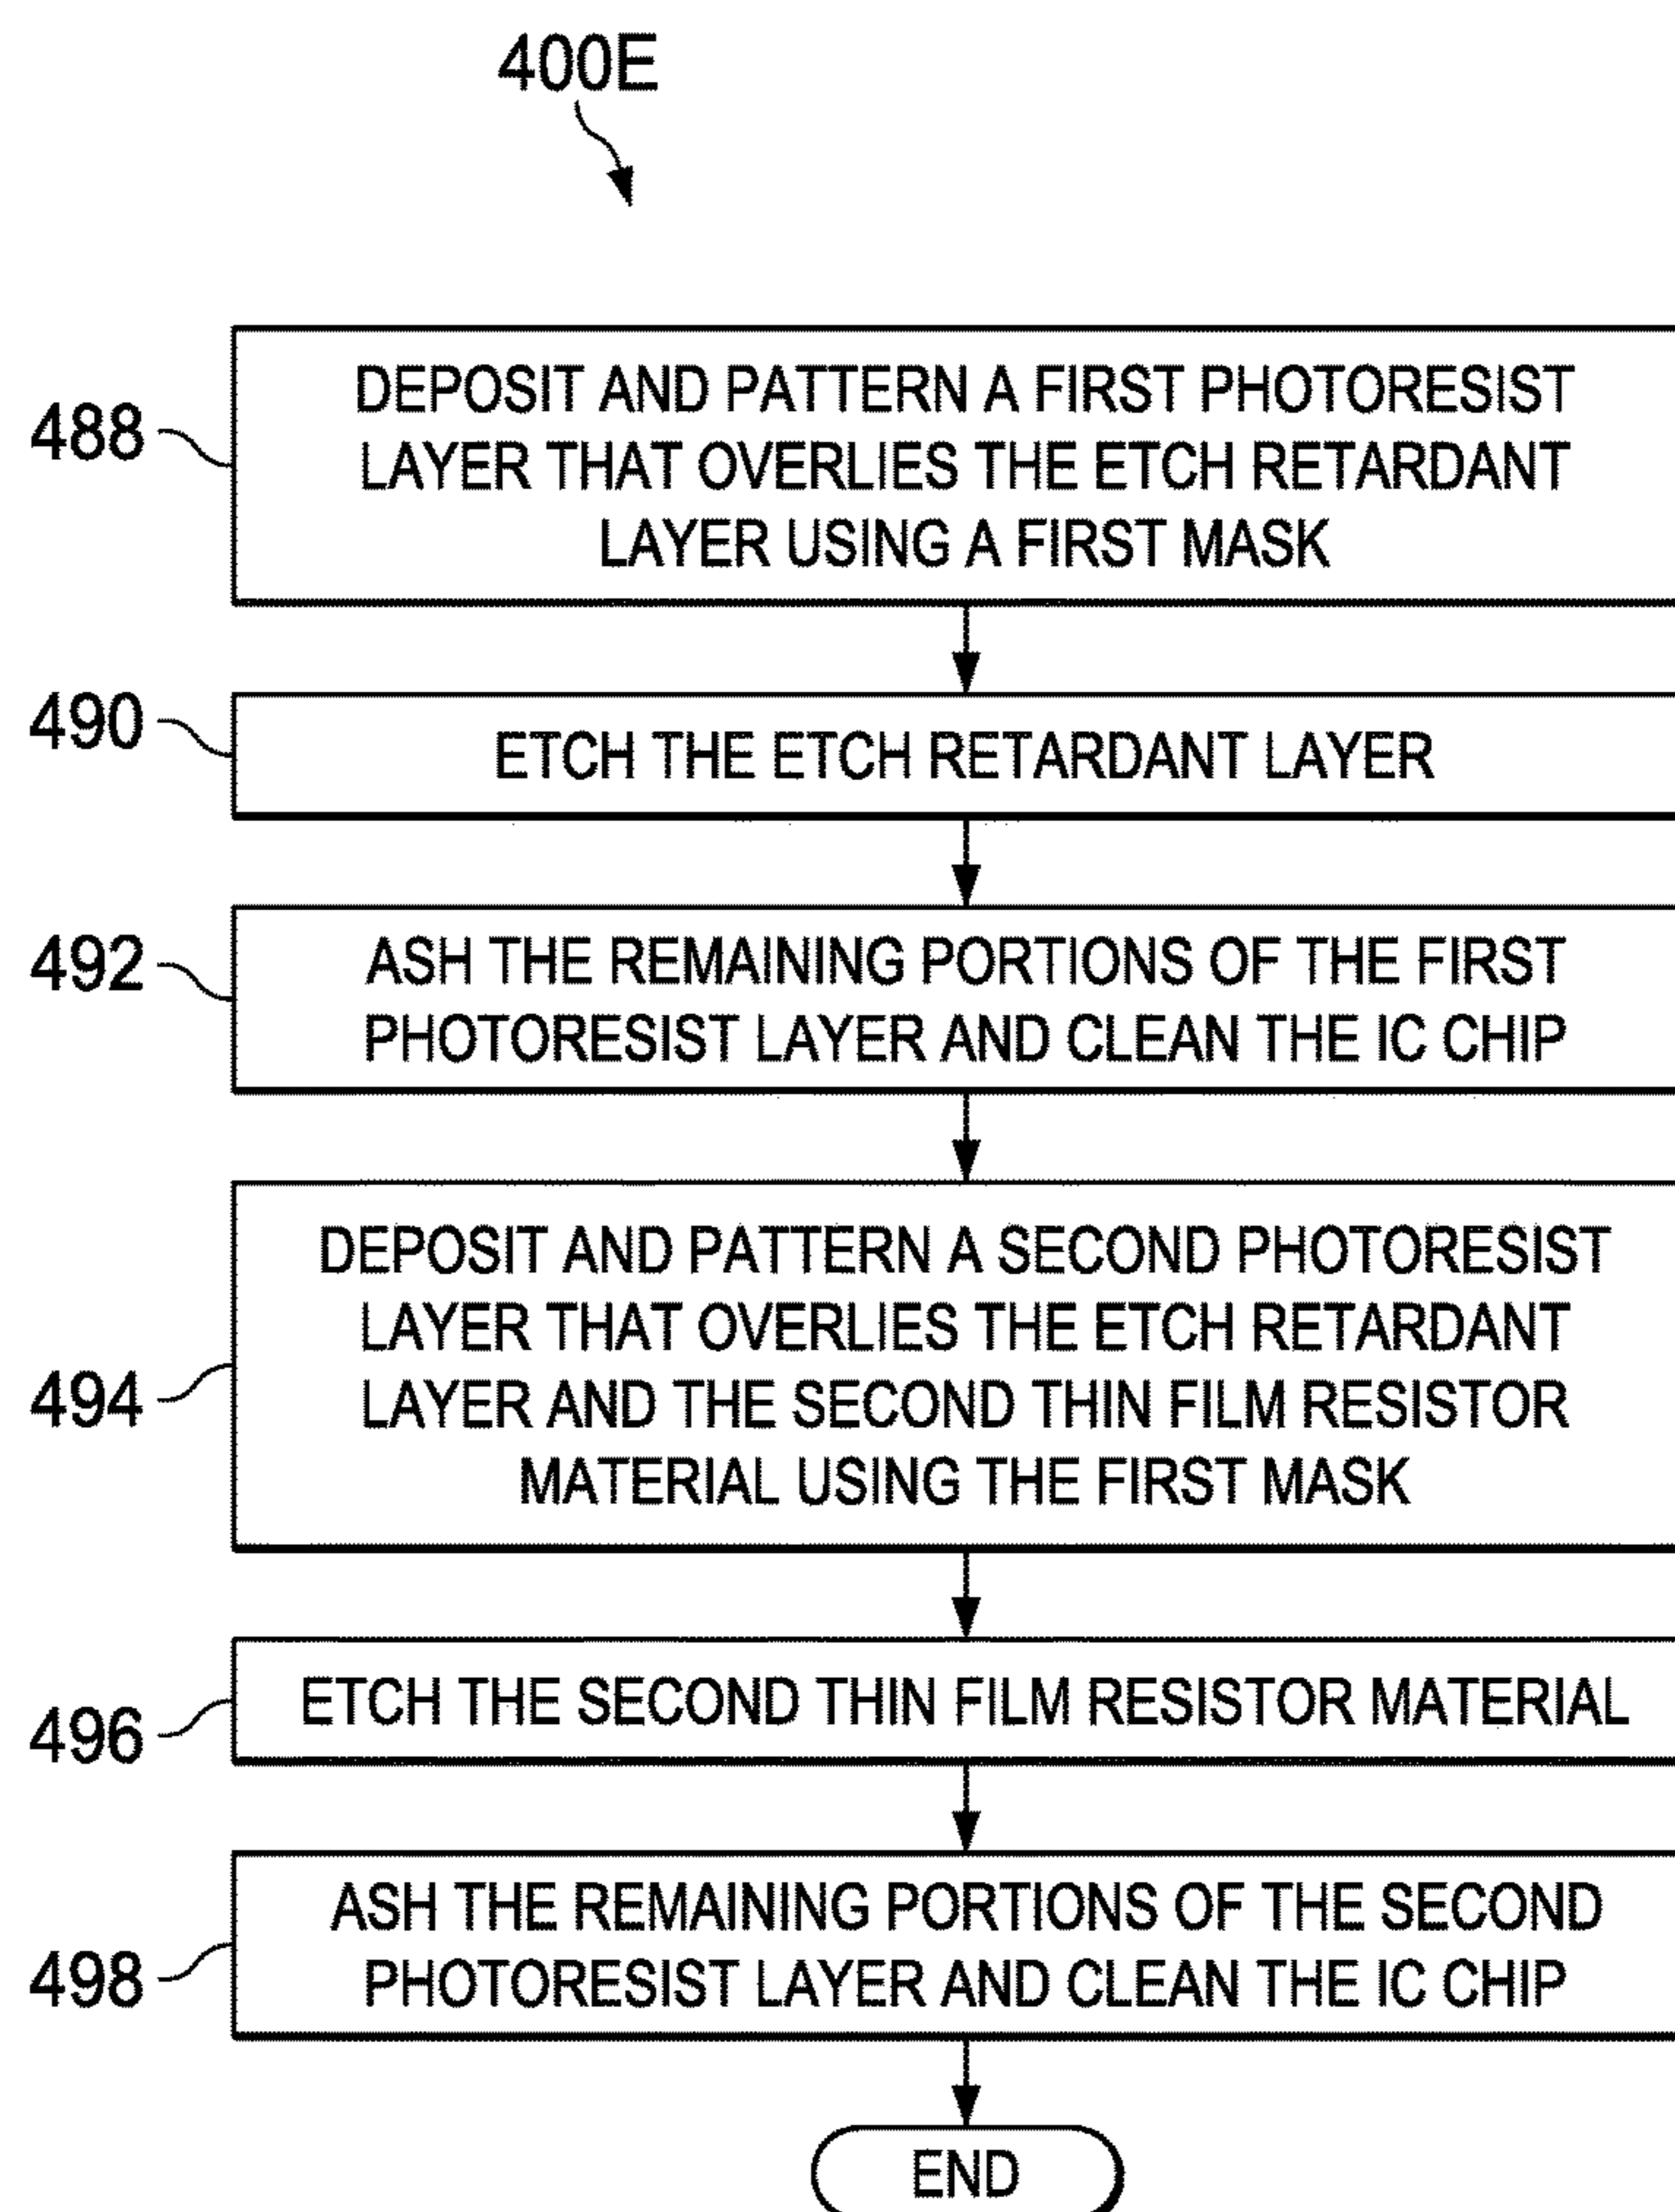 400E
488
DEPOSIT AND PATTERN A FIRST PHOTORESIST
LAYER THAT OVERLIES THE ETCH RETARDANT
LAYER USING A FIRST MASK
490
ETCH THE ETCH RETARDANT LAYER
492
ASH THE REMAINING PORTIONS OF THE FIRST
PHOTORESIST LAYER AND CLEAN THE IC CHIP
494
DEPOSIT AND PATTERN A SECOND PHOTORESIST
LAYER THAT OVERLIES THE ETCH RETARDANT
LAYER AND THE SECOND THIN FILM RESISTOR
MATERIAL USING THE FIRST MASK
496
ETCH THE SECOND THIN FILM RESISTOR MATERIAL
498
ASH THE REMAINING PORTIONS OF THE SECOND
PHOTORESIST LAYER AND CLEAN THE IC CHIP
END